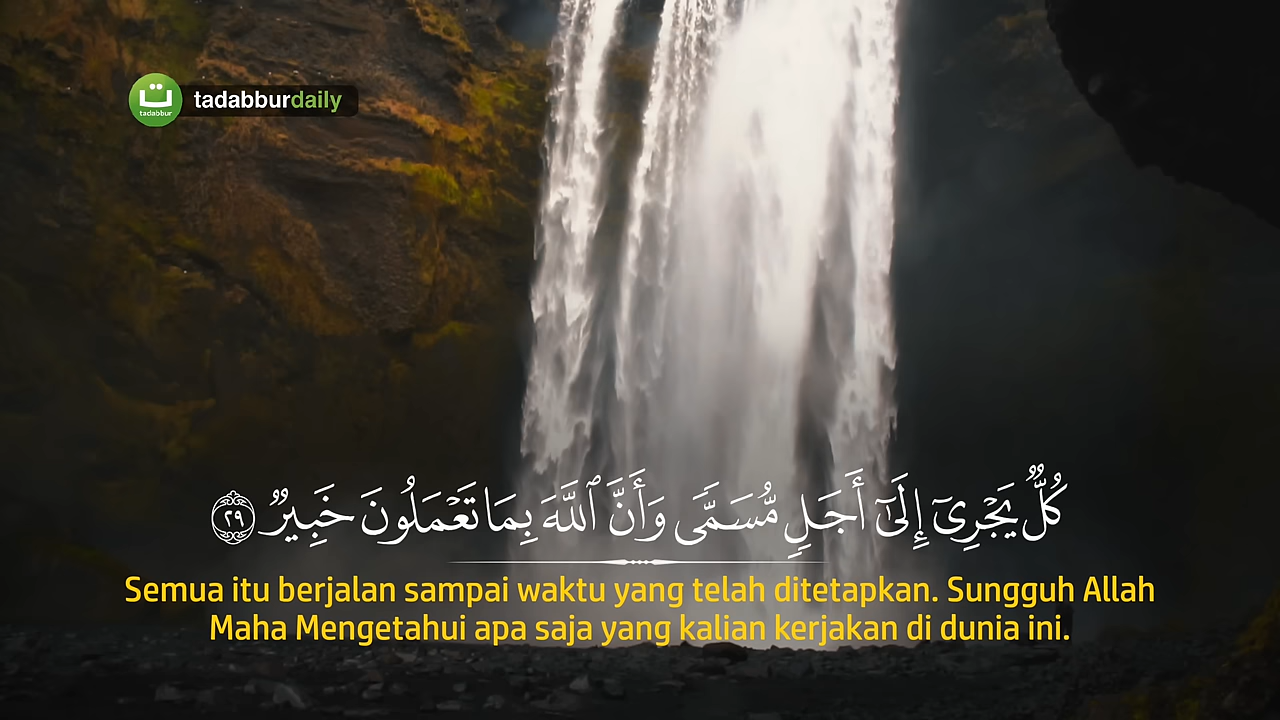 ت
tadabbur
tadabburdaily
كُلٌّ يَجْرِىٓ إِلَىٰٓ أَجَلٍ مُّسَمًّى وَأَنَّ ٱللَّهَ بِمَا تَعْمَلُونَ خَبِيرٌ ٢٩
Semua itu berjalan sampai waktu yang telah ditetapkan. Sungguh Allah
Maha Mengetahui apa saja yang kalian kerjakan di dunia ini.